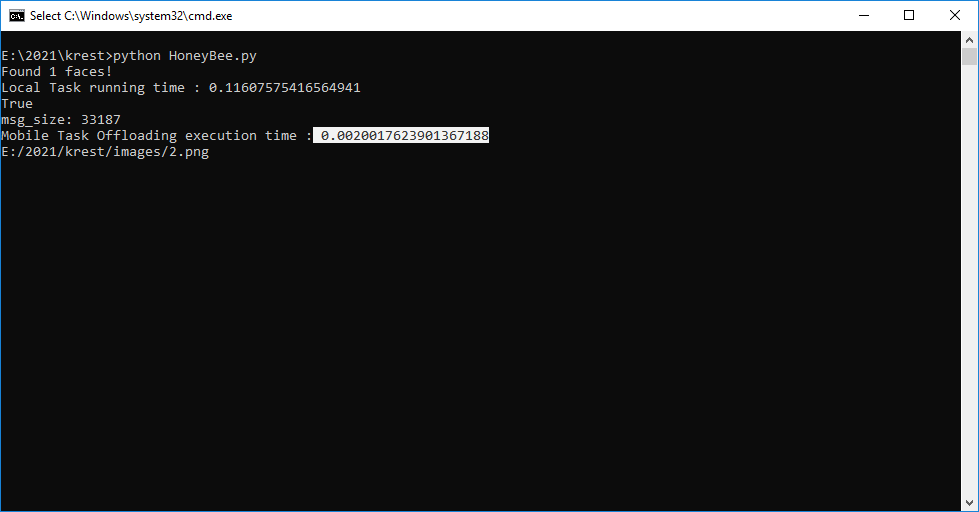 Select C:\Windows\system32\cmd.exe
E:\2021\krest>python HoneyBee.py
Found 1 faces!
Local Task running time : 0.11607575416564941
True
msg_size: 33187
Mobile Task Offloading execution time : 0.0020017623901367188
E:/2021/krest/images/2.png